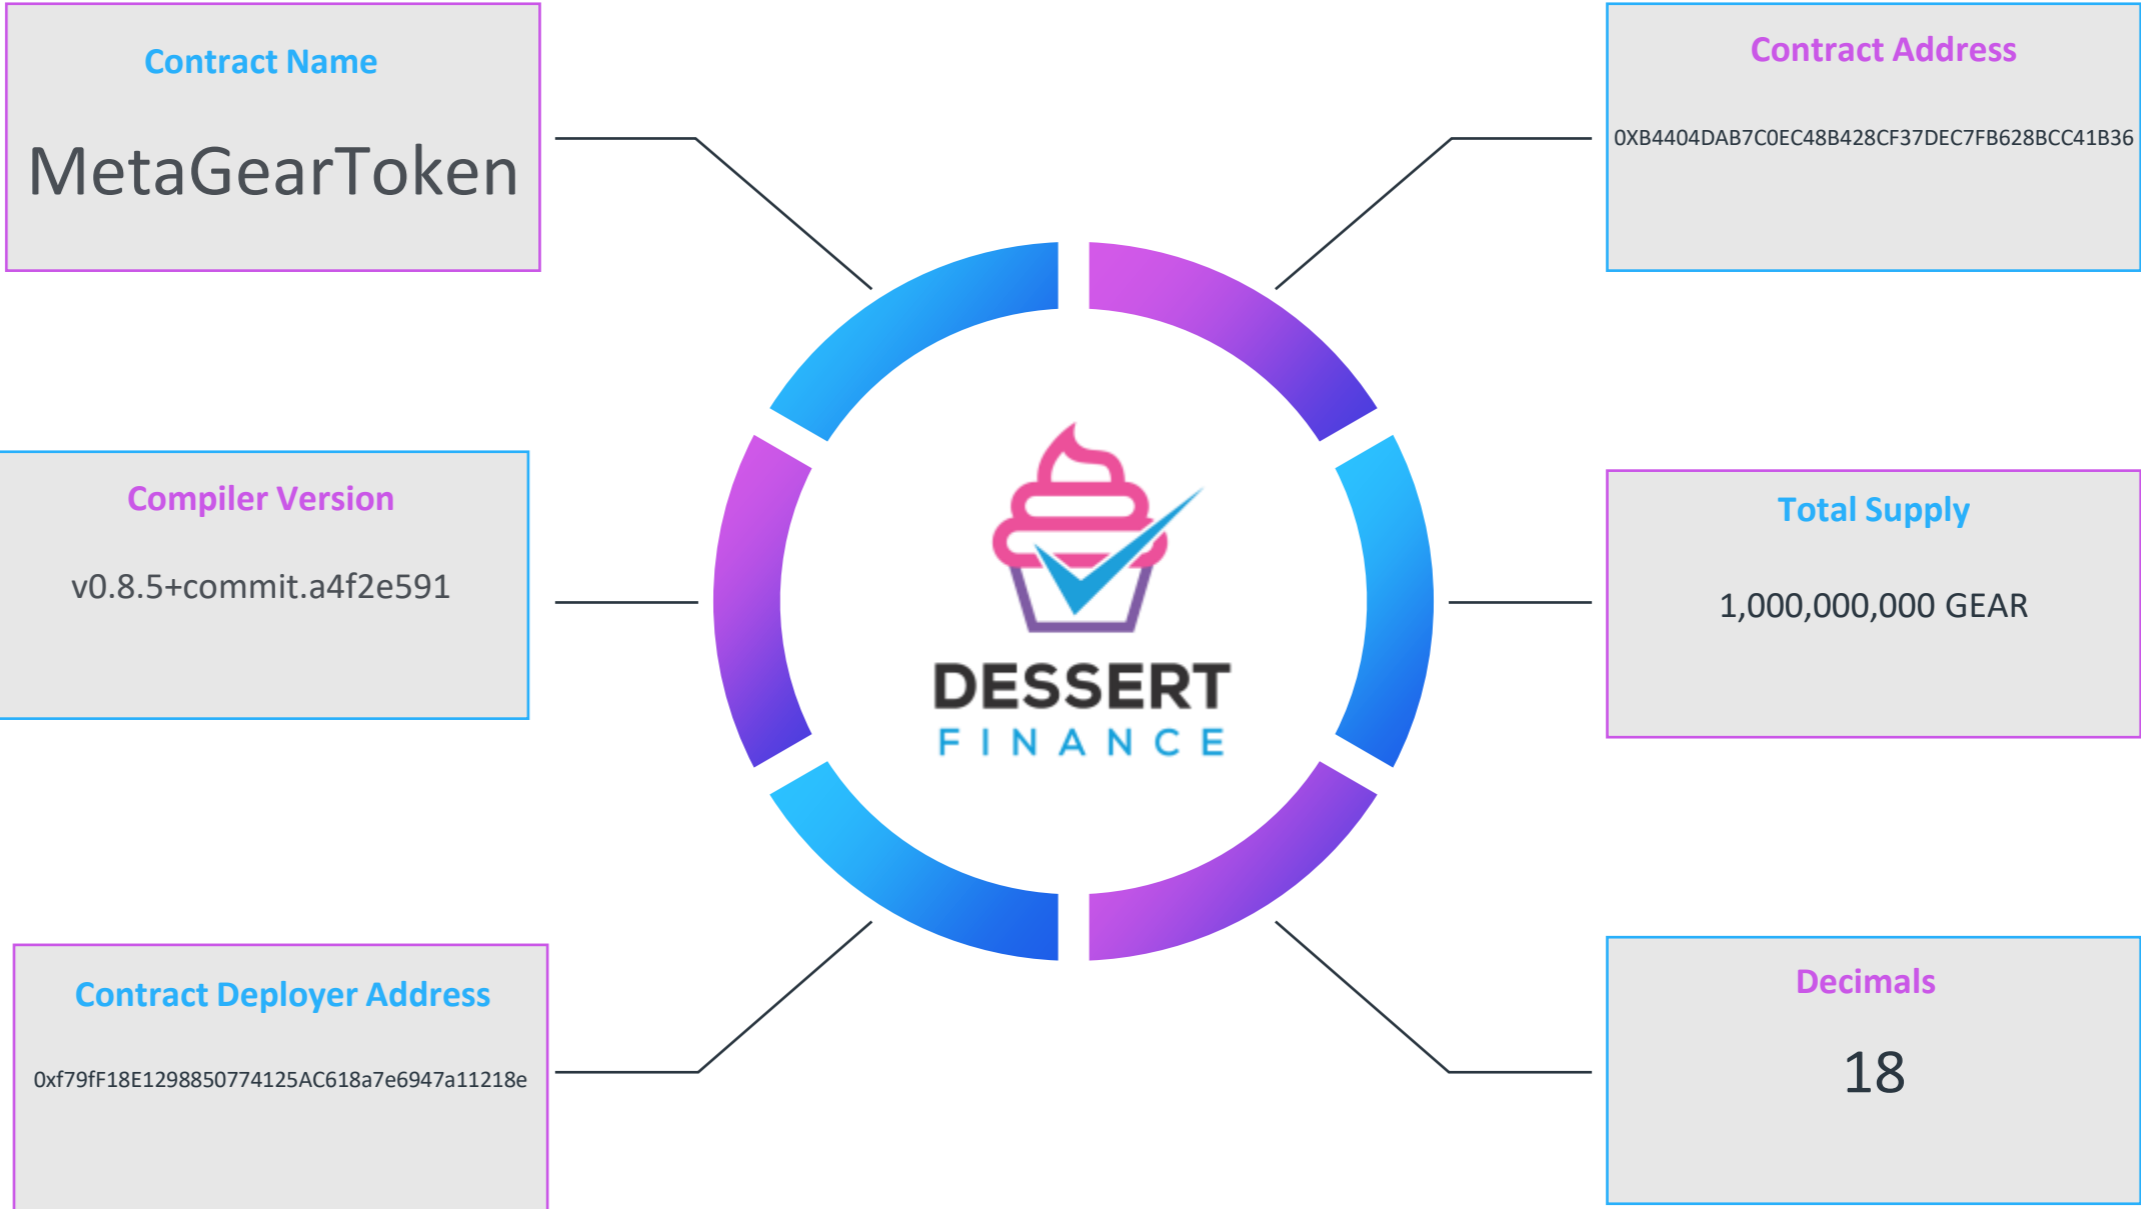 Contract Name
MetaGearToken
Contract Address
0XB4404DAB7C0EC48B428CF37DEC7FB628BCC41B36
Compiler Version
v0.8.5+commit.a4f2e591
Total Supply
1,000,000,000 GEAR
DESSERT
FINANCE
Contract Deployer Address
0xf79fF18E1298850774125AC618a7e6947a11218e
Decimals
18